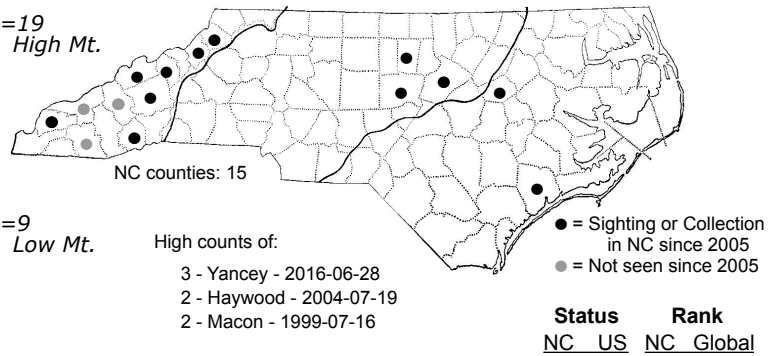 =19
High Mt.
NC counties: 15
=9
Low Mt.
High counts of:
3 - Yancey - 2016-06-28
2 - Haywood - 2004-07-19
2 - Macon - 1999-07-16
● = Sighting or Collection
in NC since 2005
● = Not seen since 2005
Status Rank
NC US NC Global